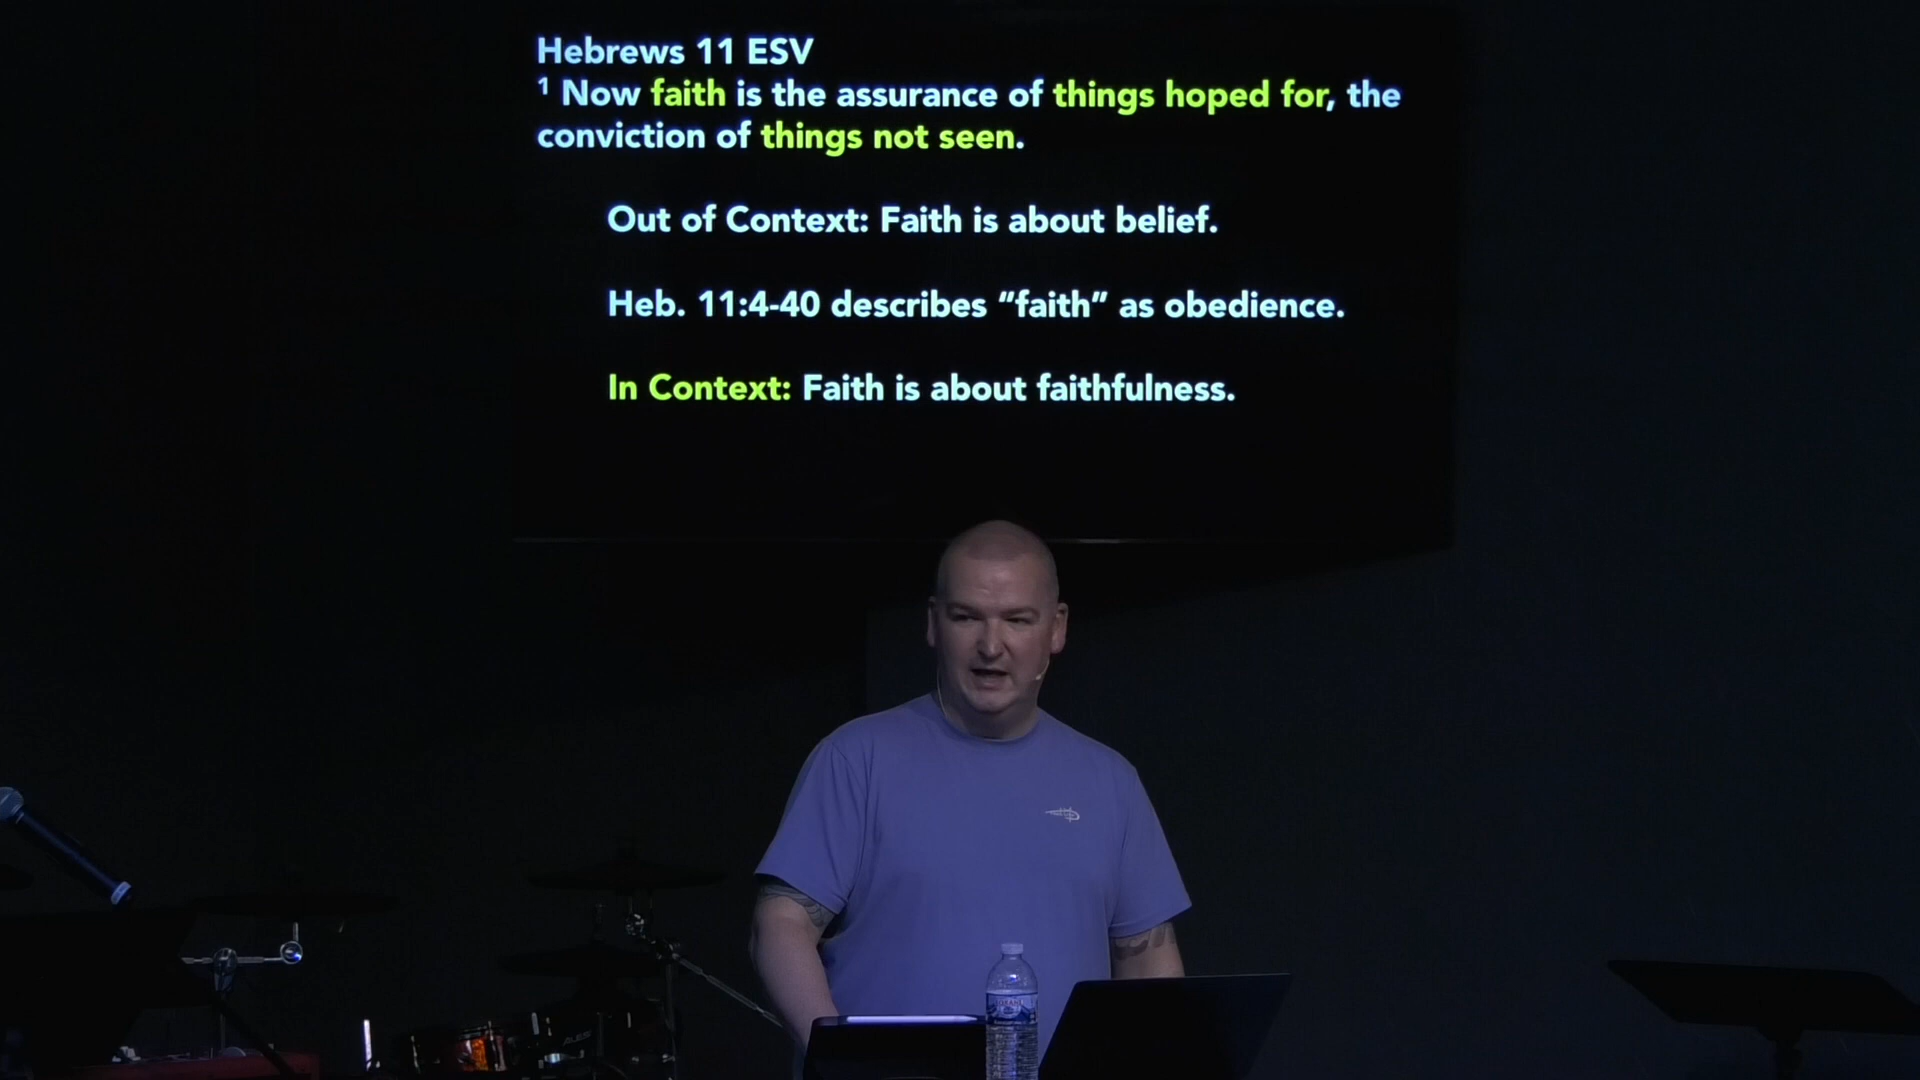 Hebrews 11 ESV
1 Now faith is the assurance of things hoped for, the
conviction of things not seen.
Out of Context: Faith is about belief.
Heb. 11:4-40 describes “faith” as obedience.
In Context: Faith is about faithfulness.